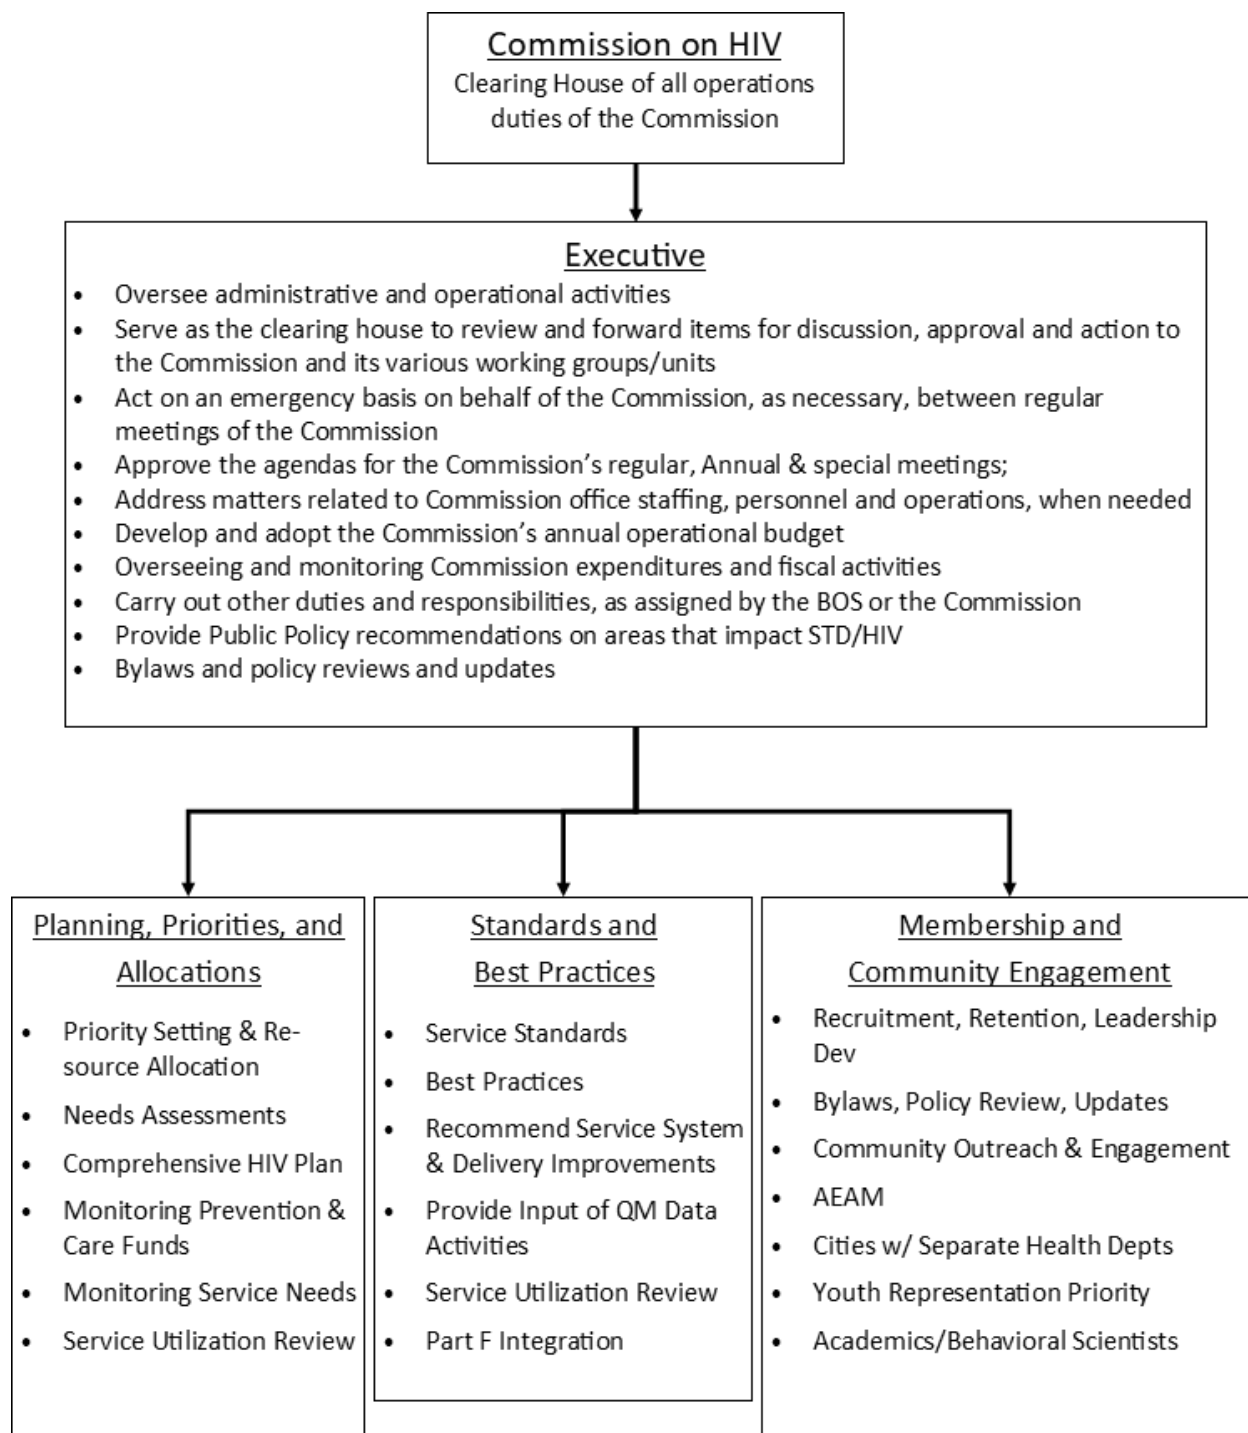 Commission on HIV
Clearing House of all operations
duties of the Commission
Executive
• Oversee administrative and operational activities
• Serve as the clearing house to review and forward items for discussion, approval and action to
the Commission and its various working groups/units
• Act on an emergency basis on behalf of the Commission, as necessary, between regular
meetings of the Commission
• Approve the agendas for the Commission’s regular, Annual & special meetings;
• Address matters related to Commission office staffing, personnel and operations, when needed
• Develop and adopt the Commission’s annual operational budget
• Overseeing and monitoring Commission expenditures and fiscal activities
• Carry out other duties and responsibilities, as assigned by the BOS or the Commission
• Provide Public Policy recommendations on areas that impact STD/HIV
• Bylaws and policy reviews and updates
Planning, Priorities, and
Allocations
• Priority Setting & Re-
source Allocation
• Needs Assessments
• Comprehensive HIV Plan
• Monitoring Prevention &
Care Funds
• Monitoring Service Needs
• Service Utilization Review
Standards and
Best Practices
• Service Standards
• Best Practices
• Recommend Service System
& Delivery Improvements
• Provide Input of QM Data
Activities
• Service Utilization Review
• Part F Integration
Membership and
Community Engagement
• Recruitment, Retention, Leadership
Dev
• Bylaws, Policy Review, Updates
• Community Outreach & Engagement
• AEAM
• Cities w/ Separate Health Depts
• Youth Representation Priority
• Academics/Behavioral Scientists